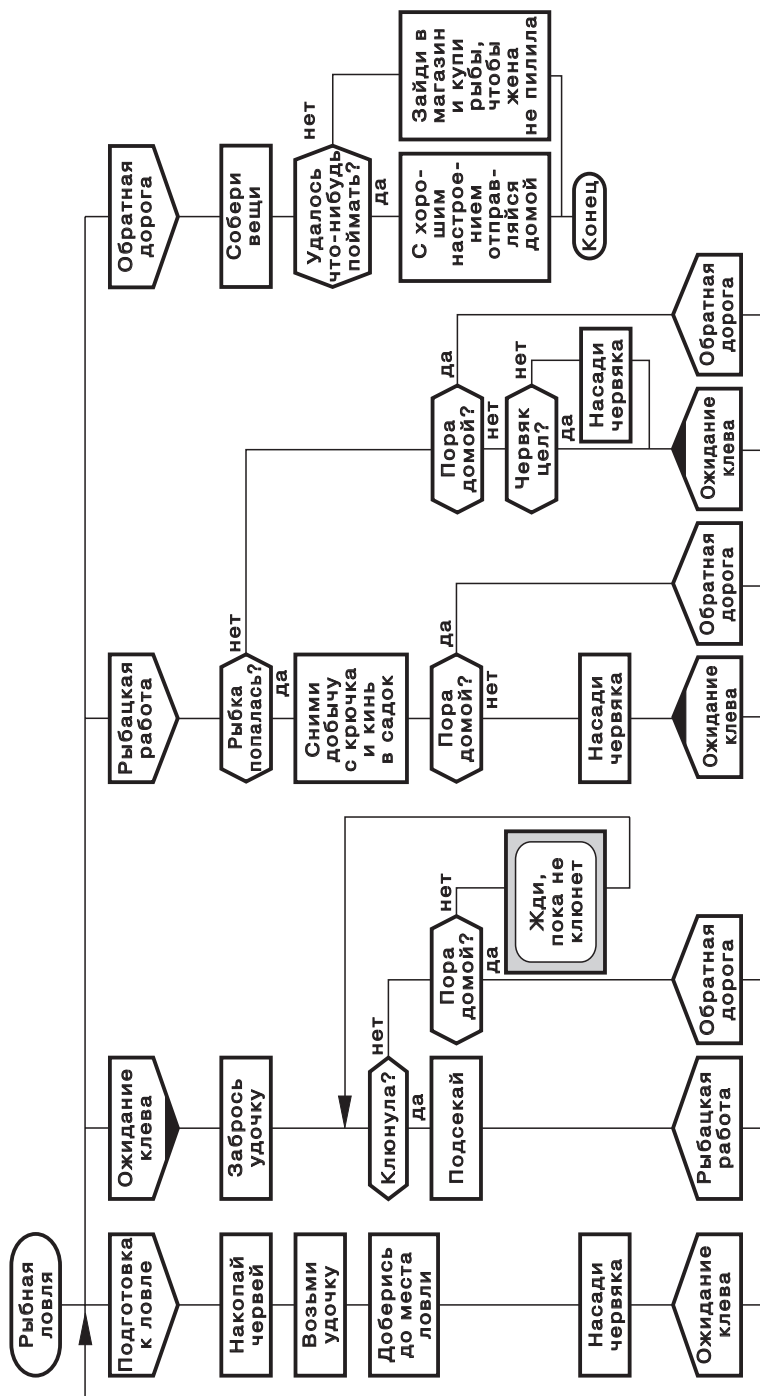 Рыбная
ловля
Подготовка
к ловле
Накопай
червей
Возьми
удочку
Доберись
до места
ловли
Насади
червяка
Ожидание
клева
Ожидание
клева
Забрось
удочку
Клюнула?
нет
да
Подсекай
Рыбацкая
работа
Пора
домой?
нет
да
Жди,
пока не
клюнет
Обратная
дорога
Рыбацкая
работа
Рыбка
попалась?
нет
да
Сними
добычу
с крючка
и кинь
в садок
Пора
домой?
да
нет
Насади
червяка
Ожидание
клева
Обратная
дорога
Пора
домой?
да
нет
Червяк
цел?
нет
да
Насади
червяка
Ожидание
клева
Обратная
дорога
Обратная
дорога
Собери
вещи
Удалось
что-нибудь
поймать?
нет
да
С хоро-
шим
настрое-
нием
отправ-
ляйся
домой
Зайди в
магазин
и купи
рыбы,
чтобы
жена
не пилила
Конец